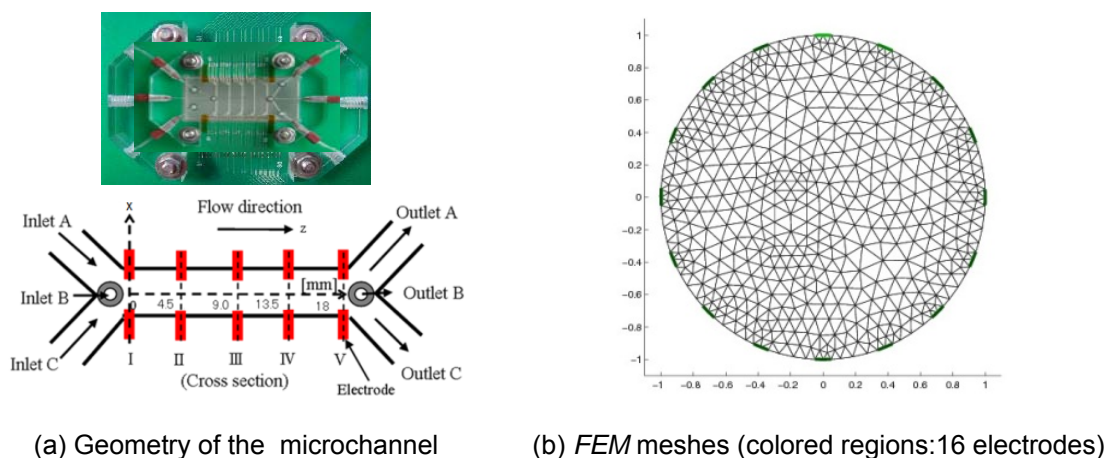 x
Flow direction
z
Inlet A
Outlet A
[mm]
Inlet B
0 4.5 9.0 13.5 18
Outlet B
Inlet C
I II III IV V
Outlet C
(Cross section)
Electrode
1
0.8
0.6
0.4
0.2
0
-0.2
-0.4
-0.6
-0.8
-1
-1 -0.8 -0.6 -0.4 -0.2 0 0.2 0.4 0.6 0.8 1
(a) Geometry of the microchannel
(b) FEM meshes (colored regions:16 electrodes)